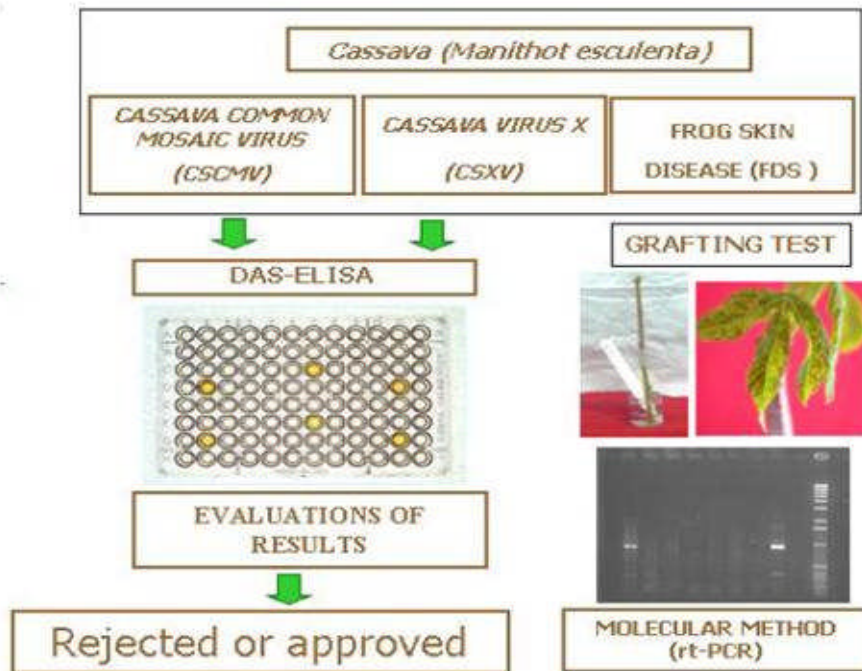 Cassava (Manithot esculenta)
CASSAVA COMMON
MOSAIC VIRUS
(CSCMV)
CASSAVA VIRUS X
(CSXV)
FROG SKIN
DISEASE (FDS )
DAS-ELISA
GRAFTING TEST
EVALUATIONS OF
RESULTS
Rejected or approved
MOLECULAR METHOD
(rt-PCR)